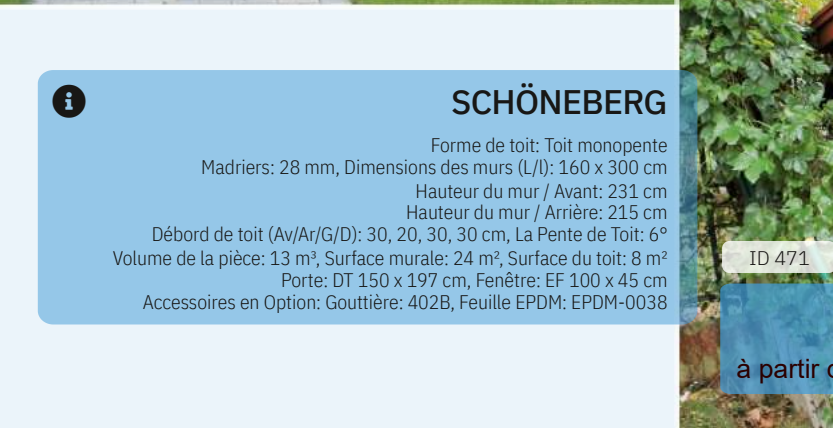 SCHÖNEBERG
Forme de toit: Toit monopente
Madriers: 28 mm, Dimensions des murs (L/l): 160 x 300 cm
Hauteur du mur / Avant: 231 cm
Hauteur du mur / Arrière: 215 cm
Débord de toit (Av/Ar/G/D): 30, 20, 30, 30 cm, La Pente de Toit: 6°
Volume de la pièce: 13 m³, Surface murale: 24 m², Surface du toit: 8 m²
Porte: DT 150 x 197 cm, Fenêtre: EF 100 x 45 cm
Accessoires en Option: Gouttière: 402B, Feuille EPDM: EPDM-0038
ID 471
à partir